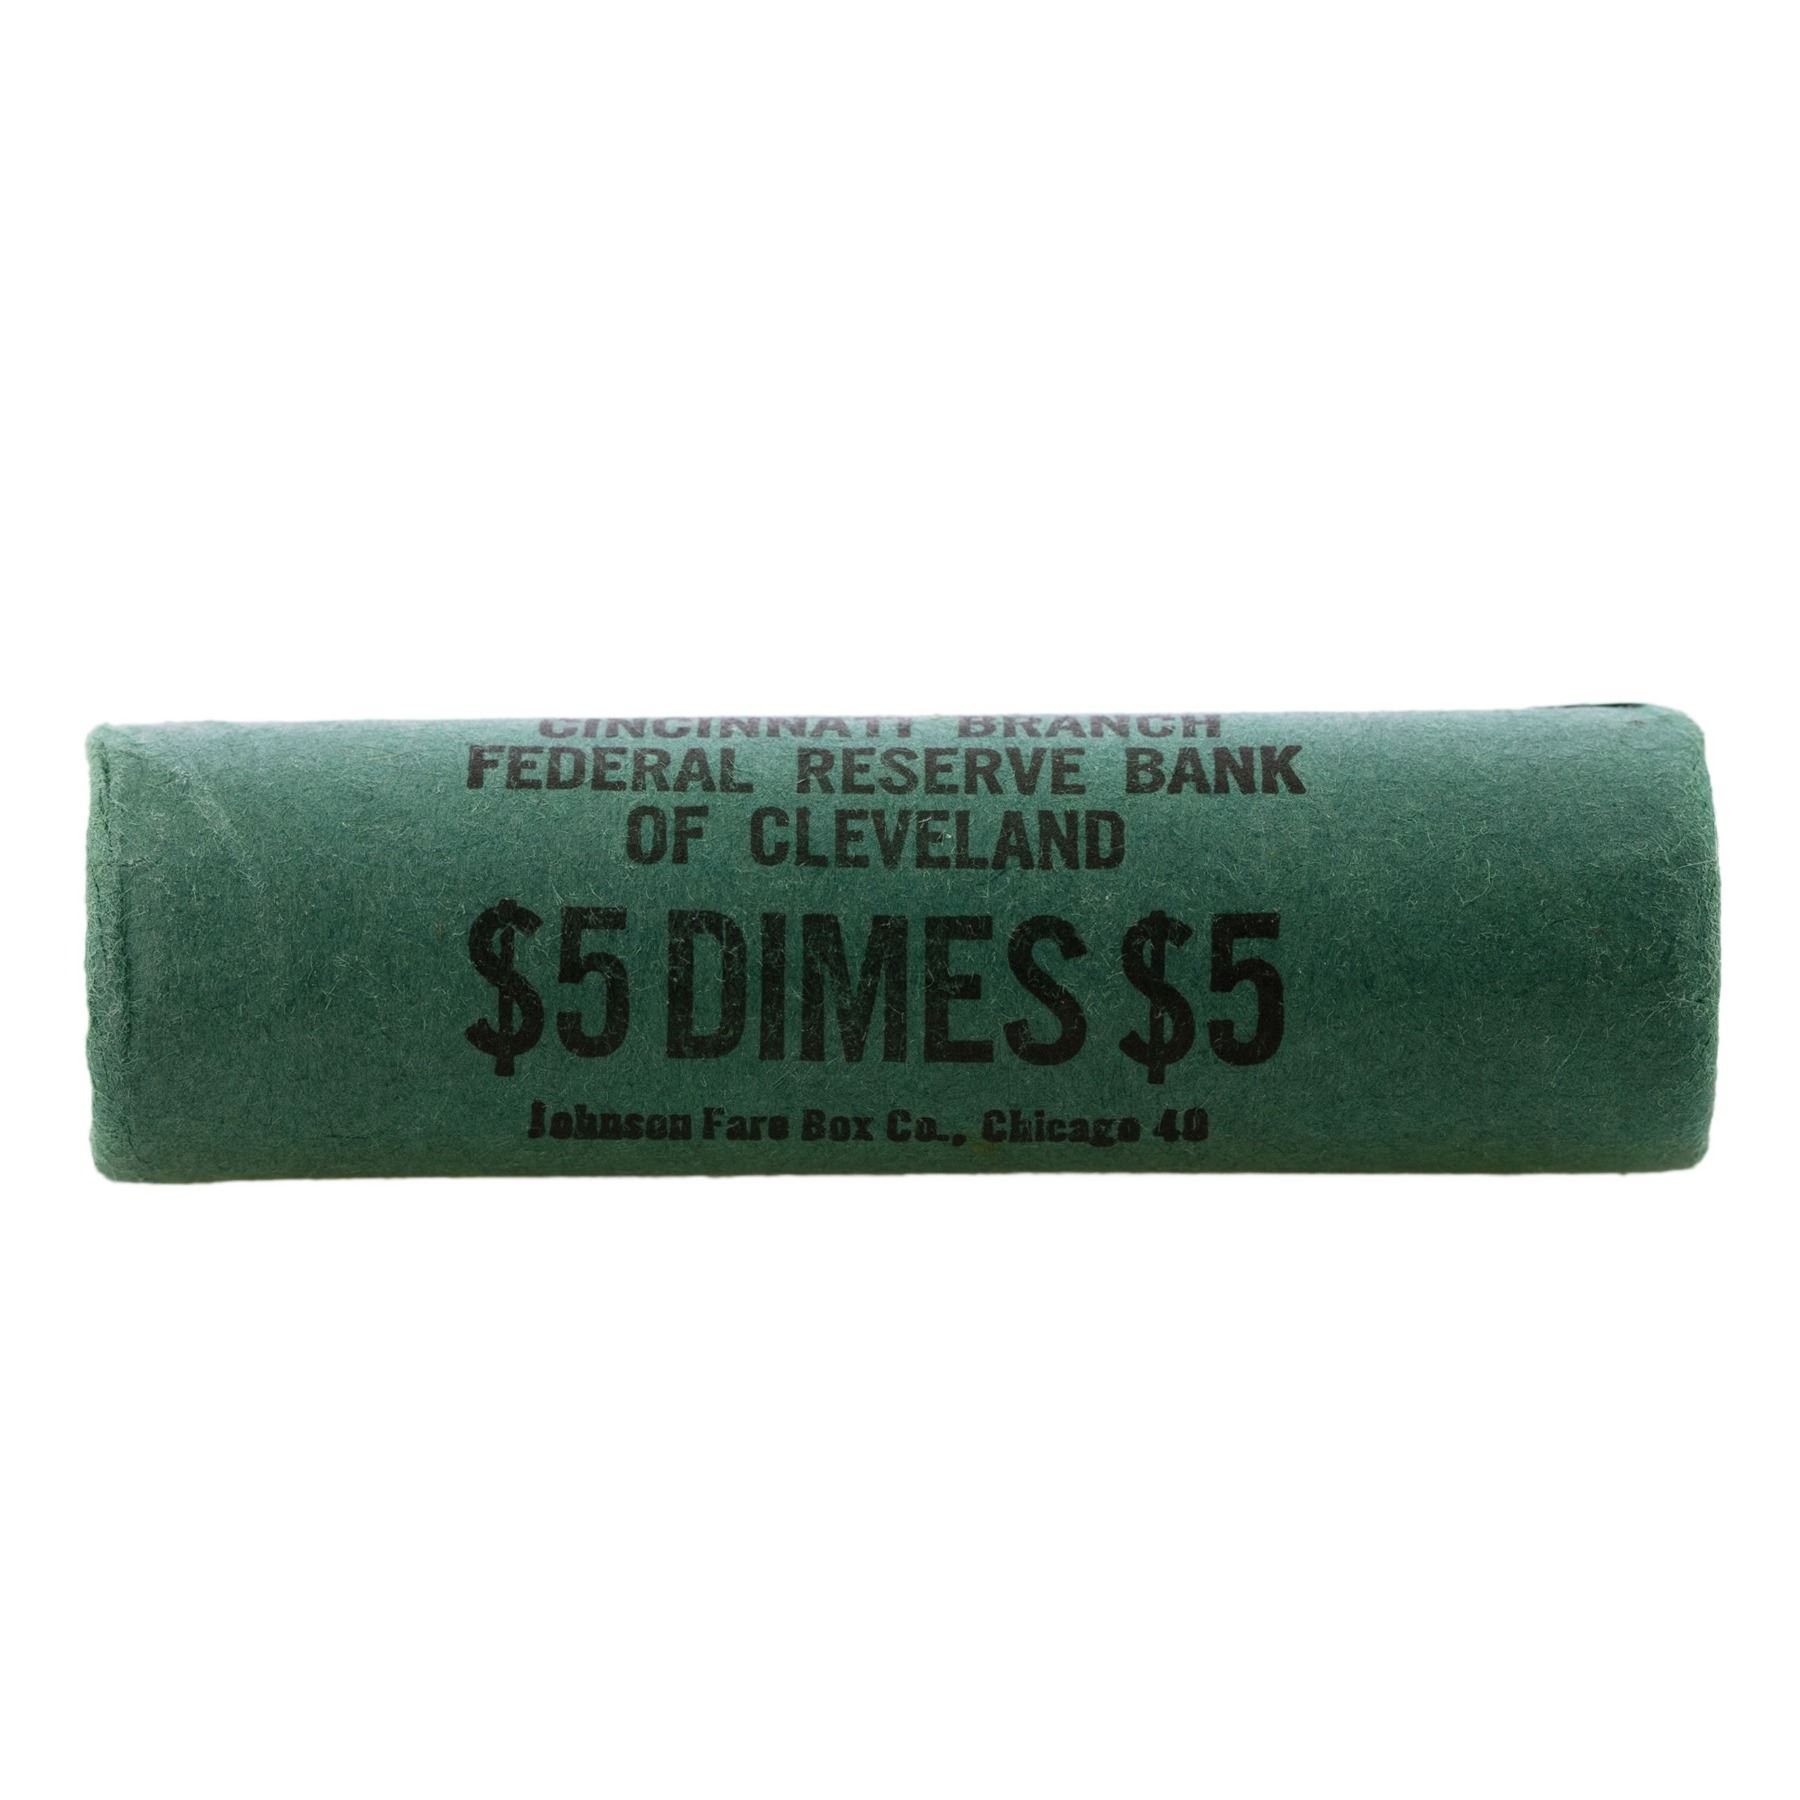 CINCINNATI BRANCH
FEDERAL RESERVE BANK
OF CLEVELAND
$5 DIMES $5
Johnson Fare Box Co., Chicago 40